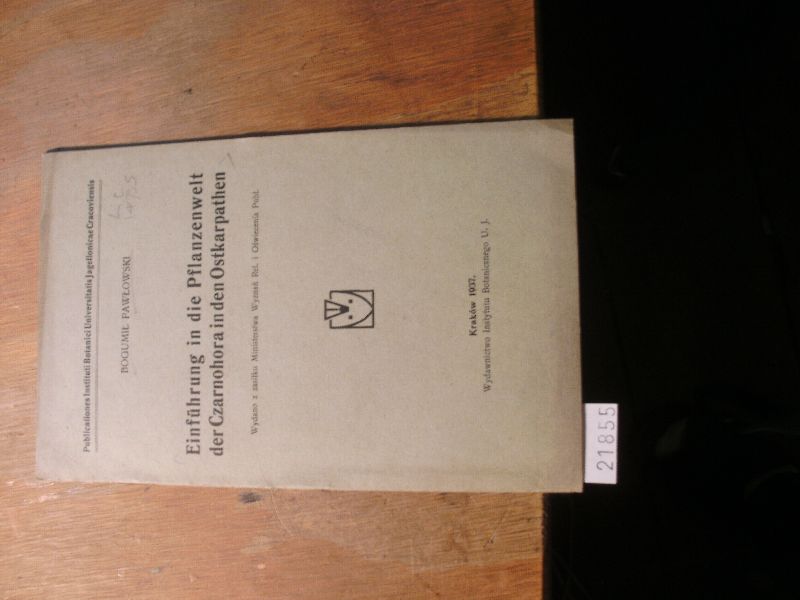 Publicationes Instituti Botanici Universitatis Jagellonicae Cracoviensis
BOGUMIŁ PAWŁOWSKI
Einführung in die Pflanzenwelt
der Czarnohora in den Ostkarpathen
Wydano z zasiłku Ministerstwa Wyznań Rel. i Oświecenia Publ.
Kraków 1937.
Wydawnictwo Instytutu Botanicznego U. J.
21855